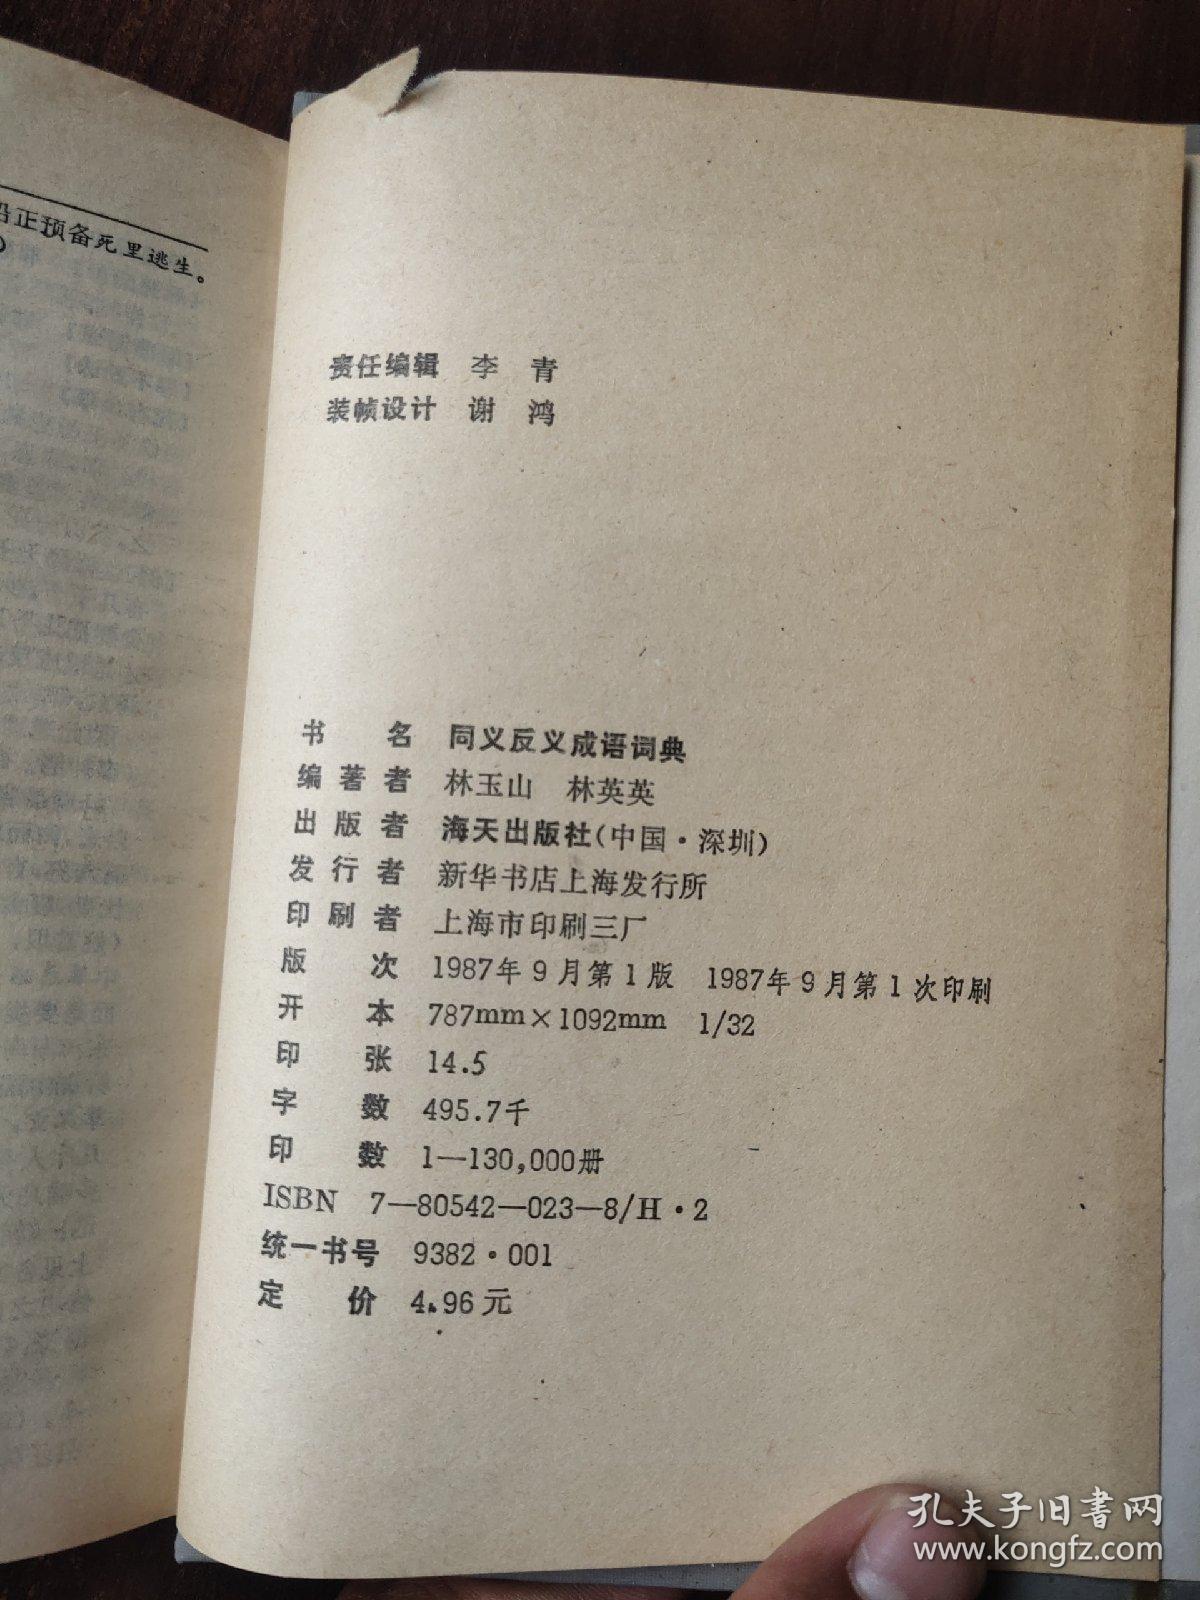 正预备死里逃生。
)
责任编辑 李 青
装帧设计 谢 鸿
书 名 同义反义成语词典
编著者 林玉山 林英英
出版者 海天出版社(中国·深圳)
发行者 新华书店上海发行所
印刷者 上海市印刷三厂
版 次 1987年9月第1版 1987年9月第1次印刷
开 本 787mm×1092mm 1/32
印 张 14.5
字 数 495.7千
印 数 1—130,000册
ISBN 7—80542—023—8/H·2
统一书号 9382·001
定 价 4.96元
孔夫子旧书网
www.kongfz.com